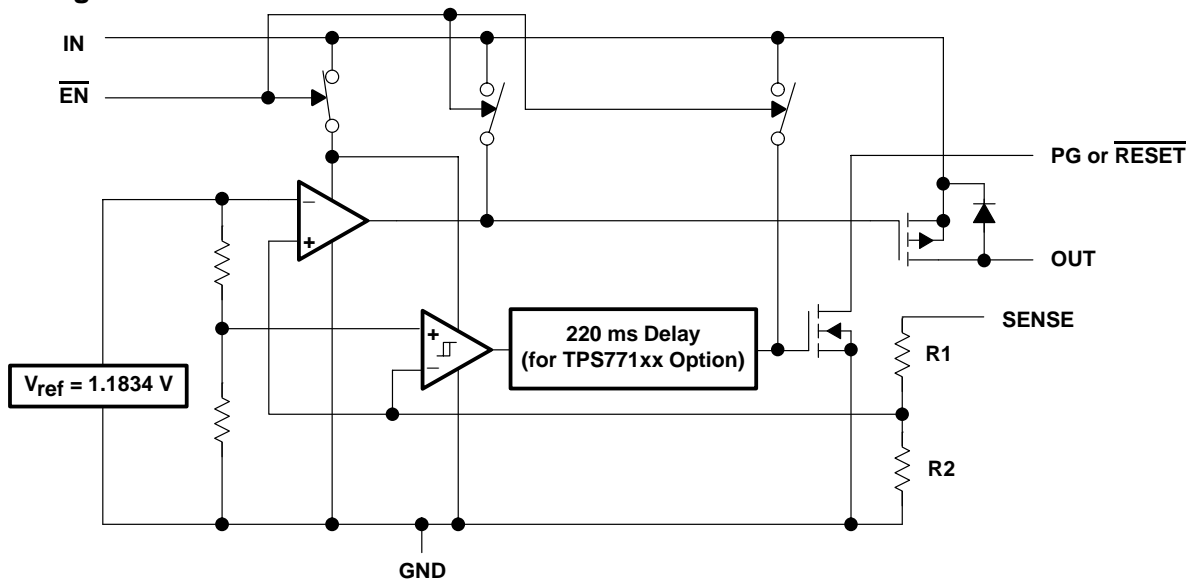 IN
EN
PG or RESET
OUT
SENSE
220 ms Delay
(for TPS771xx Option)
R1
Vref = 1.1834 V
R2
GND
+
−
+
−